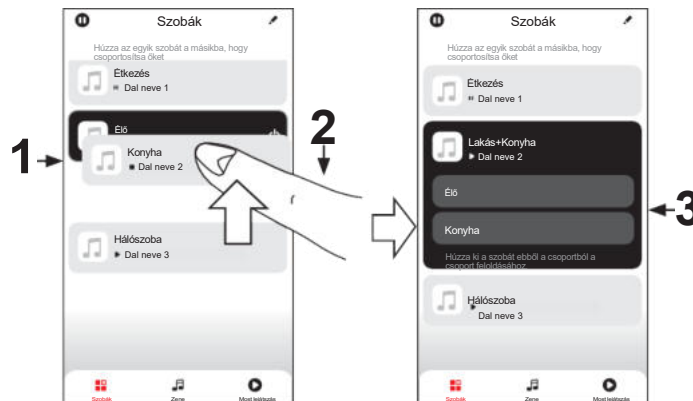 Szobák
Húzza az egyik szobát a másikba, hogy
csoportosítsa őket
Étkezés
Dal neve 1
Élő
Konyha
Dal neve 2
Hálószoba
Dal neve 3
Szobák
Zene
Most lejátszás
1
2
Szobák
Húzza az egyik szobát a másikba, hogy
csoportosítsa őket
Étkezés
Dal neve 1
Lakás+Konyha
Dal neve 2
Élő
Konyha
Húzza ki a szobát ebből a csoportból a
csoport feloldásához
Hálószoba
Dal neve 3
Szobák
Zene
Most lejátszás
3